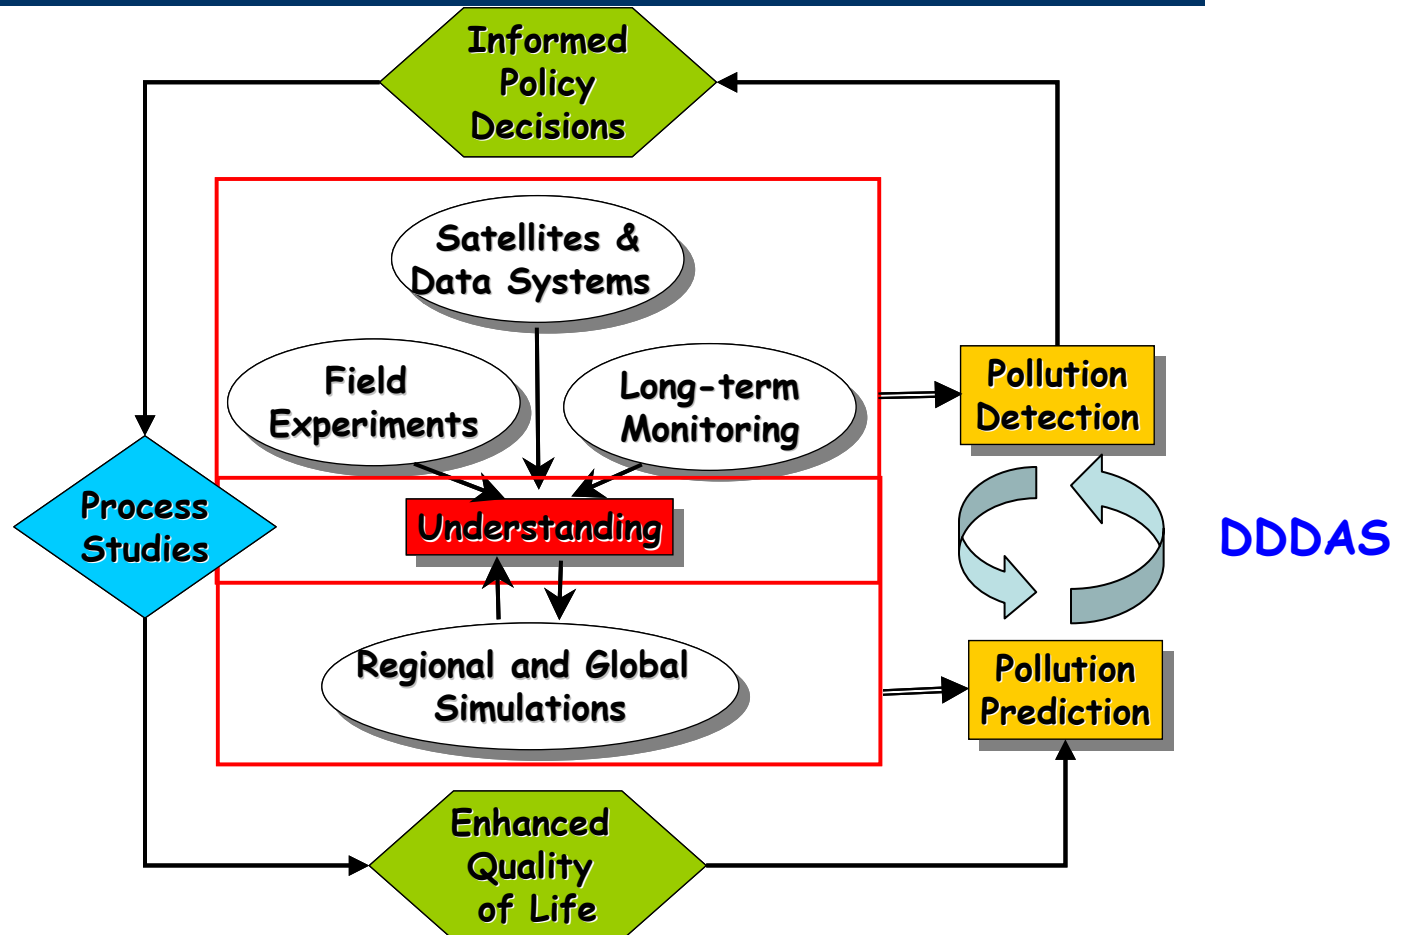 Informed
Policy
Decisions
Satellites &
Data Systems
Field
Experiments
Long-term
Monitoring
Pollution
Detection
Process
Studies
Understanding
DDDAS
Regional and Global
Simulations
Pollution
Prediction
Enhanced
Quality
of Life